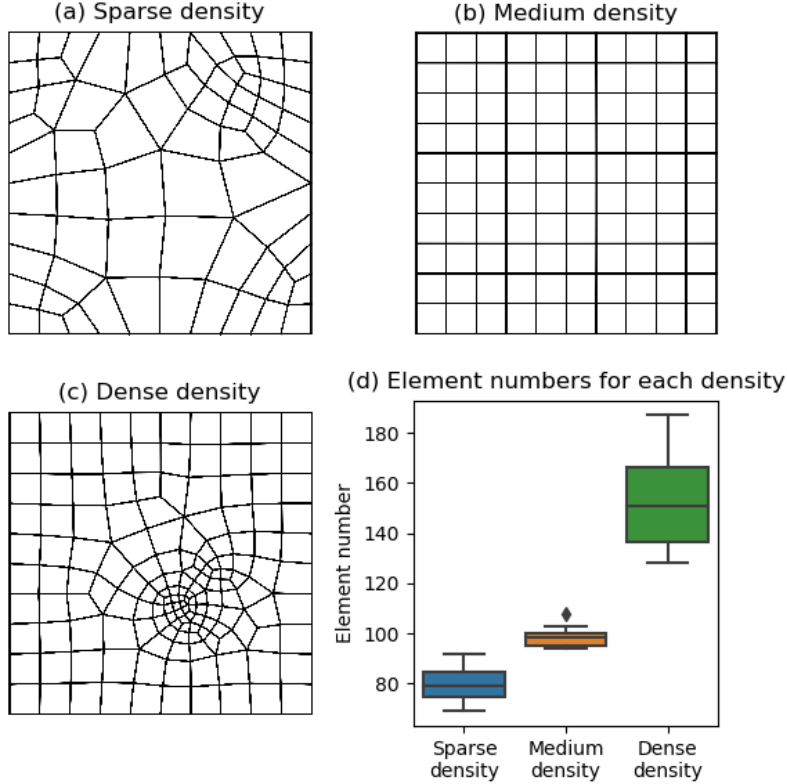 (a) Sparse density
(b) Medium density
(c) Dense density
(d) Element numbers for each density
Element number
180
160
140
120
100
80
Sparse
density
Medium
density
Dense
density